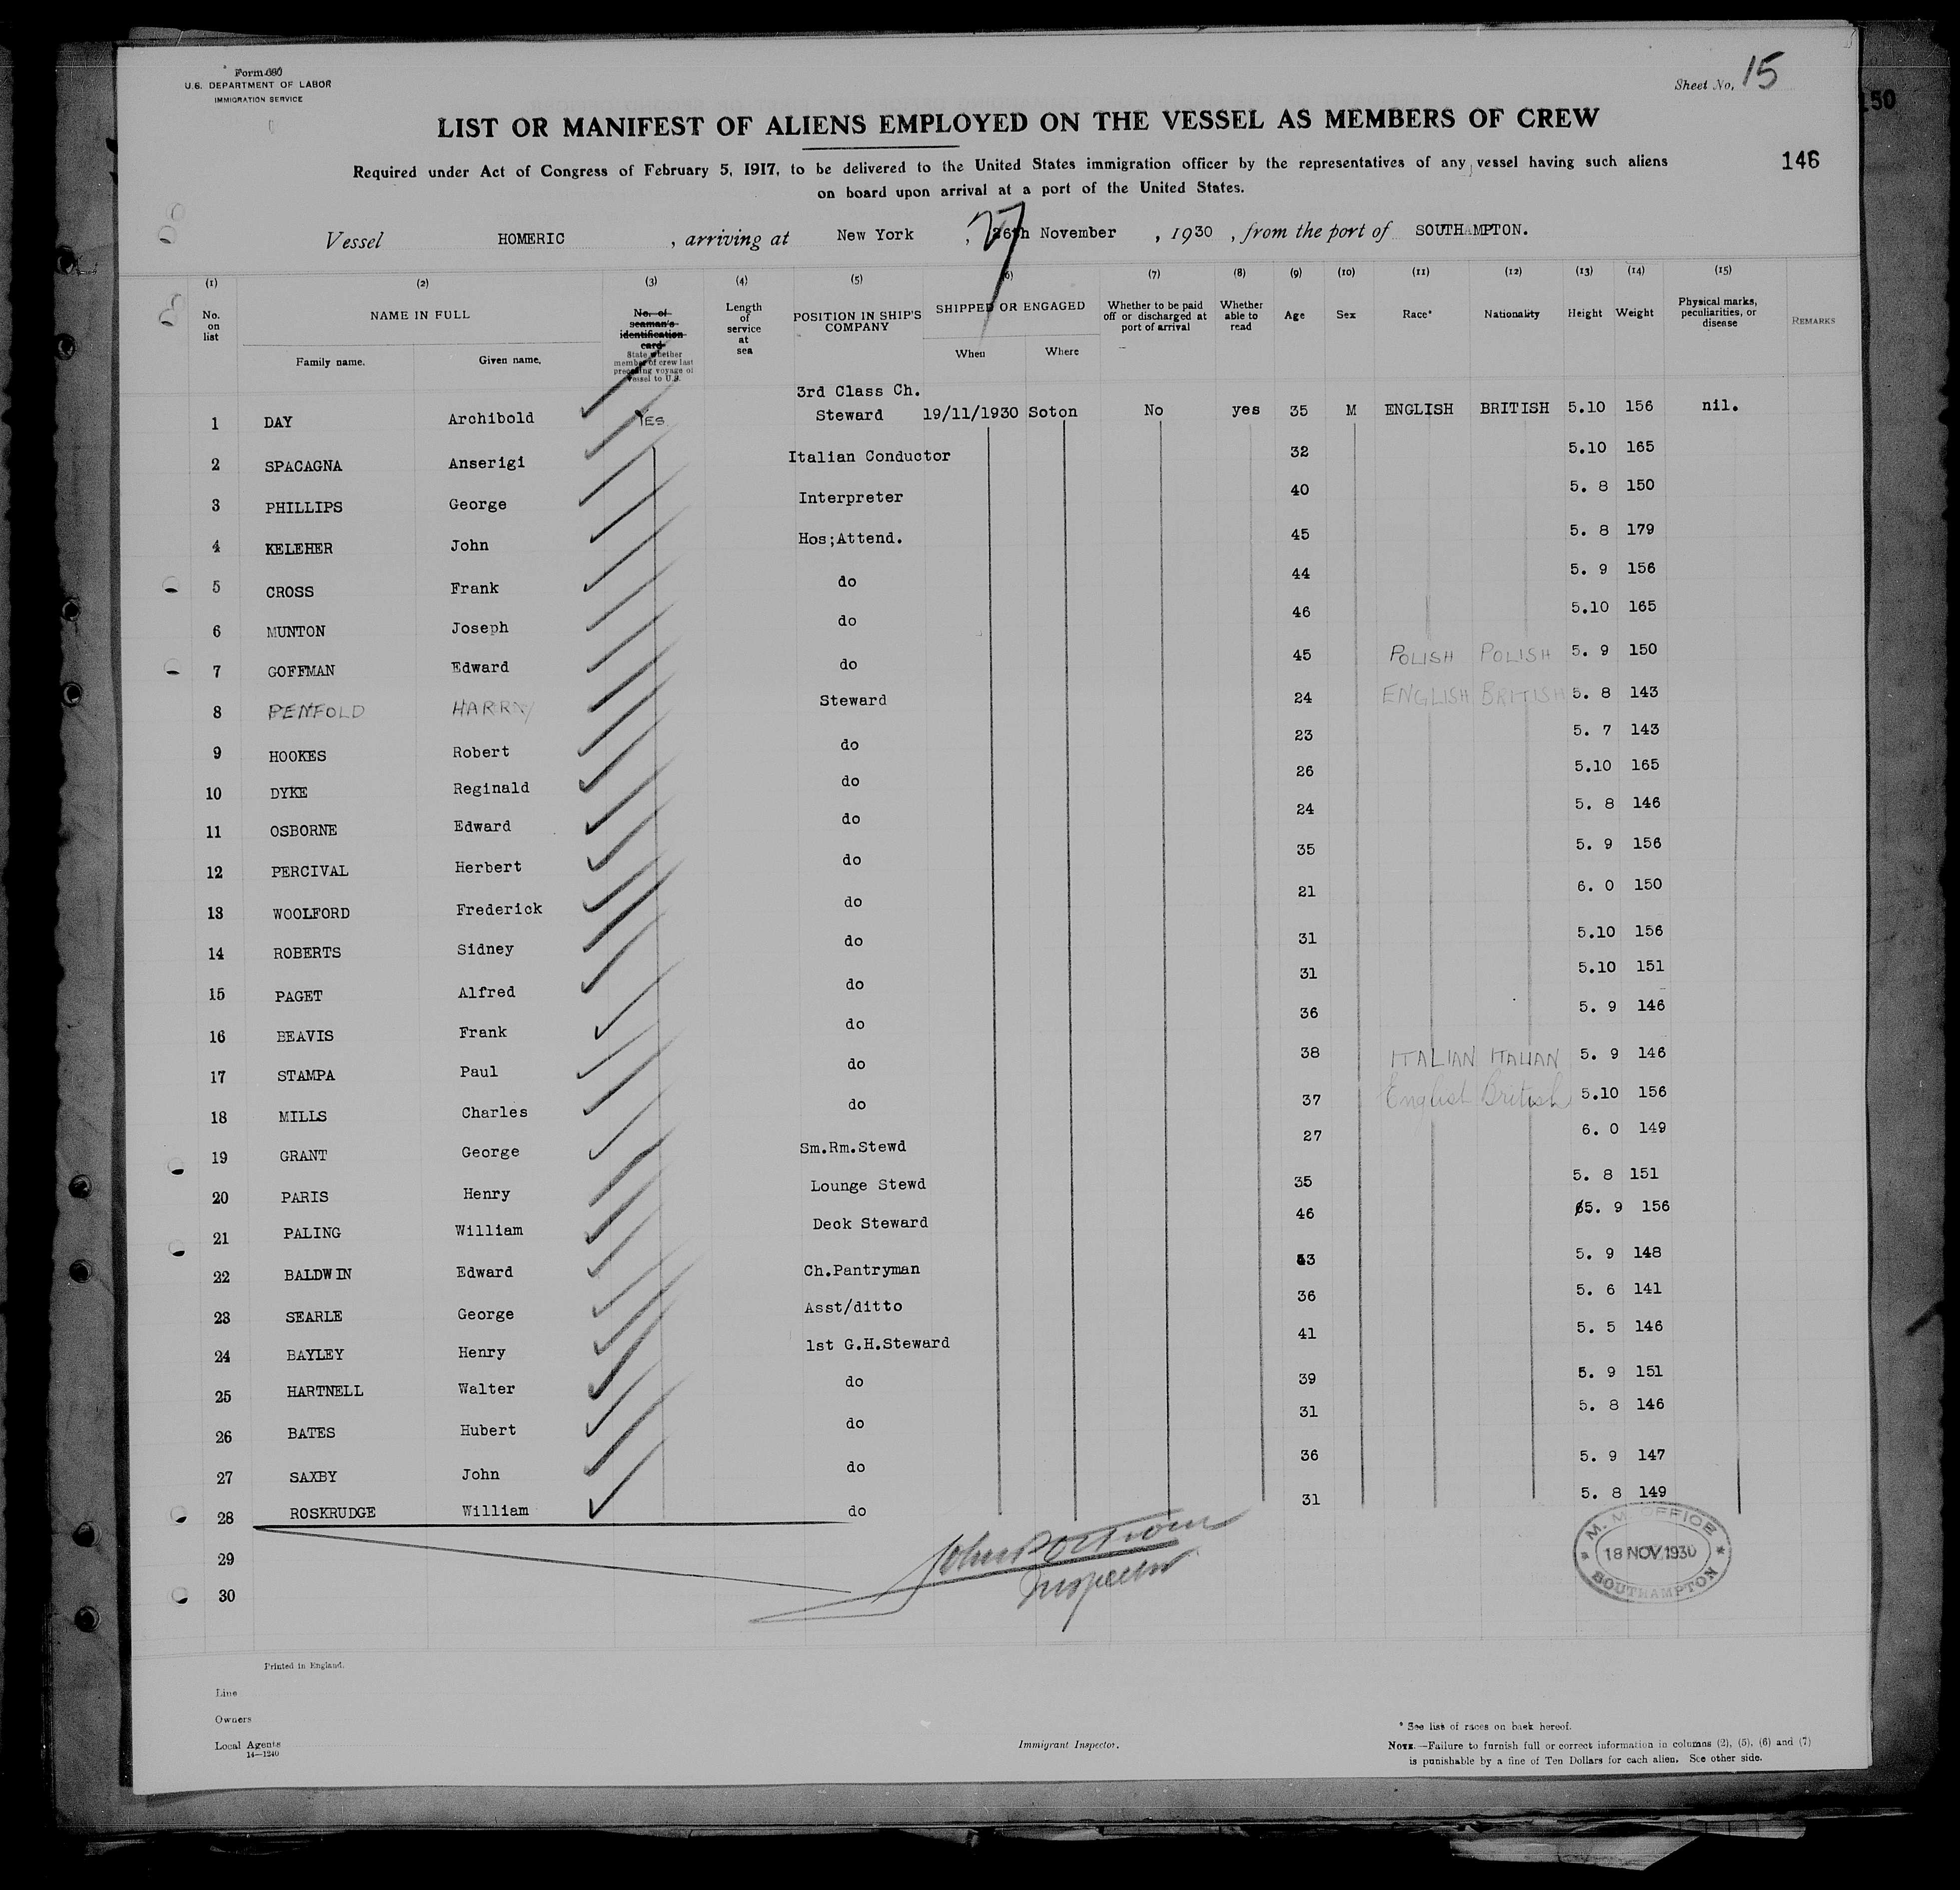 Form 680
U.S. DEPARTMENT OF LABOR
IMMIGRATION SERVICE
Sheet No. 15
150
LIST OR MANIFEST OF ALIENS EMPLOYED ON THE VESSEL AS MEMBERS OF CREW
Required under Act of Congress of February 5, 1917, to be delivered to the United States immigration officer by the representatives of any vessel having such aliens
on board upon arrival at a port of the United States.
146
Vessel HOMERIC , arriving at New York , 27 26th November , 1930 , from the port of SOUTHAMPTON.
(1) (2) (3) (4) (5) (6) (7) (8) (9) (10) (11) (12) (13) (14) (15)
No. on list NAME IN FULL Family name. Given name. No. of seaman's identification card State whether member of crew last preceding voyage of vessel to U.S. Length of service at sea POSITION IN SHIP'S COMPANY SHIPPED OR ENGAGED When Where Whether to be paid off or discharged at port of arrival Whether able to read Age Sex Race* Nationality Height Weight Physical marks, peculiarities, or disease REMARKS
1 DAY Archibold YES 3rd Class Ch. Steward 19/11/1930 Soton No yes 35 M ENGLISH BRITISH 5.10 156 nil.
2 SPACAGNA Anserigi Italian Conductor 32 5.10 165
3 PHILLIPS George Interpreter 40 5. 8 150
4 KELEHER John Hos;Attend. 45 5. 8 179
5 CROSS Frank do 44 5. 9 156
6 MUNTON Joseph do 46 5.10 165
7 GOFFMAN Edward do 45 POLISH POLISH 5. 9 150
8 PENFOLD HARRY Steward 24 ENGLISH BRITISH 5. 8 143
9 HOOKES Robert do 23 5. 7 143
10 DYKE Reginald do 26 5.10 165
11 OSBORNE Edward do 24 5. 8 146
12 PERCIVAL Herbert do 35 5. 9 156
13 WOOLFORD Frederick do 21 6. 0 150
14 ROBERTS Sidney do 31 5.10 156
15 PAGET Alfred do 31 5.10 151
16 BEAVIS Frank do 36 5. 9 146
17 STAMPA Paul do 38 ITALIAN ITALIAN 5. 9 146
18 MILLS Charles do 37 English British 5.10 156
19 GRANT George Sm.Rm.Stewd 27 6. 0 149
20 PARIS Henry Lounge Stewd 35 5. 8 151
21 PALING William Deck Steward 46 5. 9 156
22 BALDWIN Edward Ch.Pantryman 5. 9 148
23 SEARLE George Asst/ditto 36 5. 6 141
24 BAYLEY Henry 1st G.H.Steward 41 5. 5 146
25 HARTNELL Walter do 39 5. 9 151
26 BATES Hubert do 31 5. 8 146
27 SAXBY John do 36 5. 9 147
28 ROSKRUDGE William do 31 5. 8 149
29
30
John
Inspector
M. M. OFFICE
18 NOV 1930
SOUTHAMPTON
Printed in England.
Line
Owners
Local Agents
14—1240
Immigrant Inspector.
* See list of races on back hereof.
NOTE.—Failure to furnish full or correct information in columns (2), (5), (6) and (7)
is punishable by a fine of Ten Dollars for each alien. See other side.